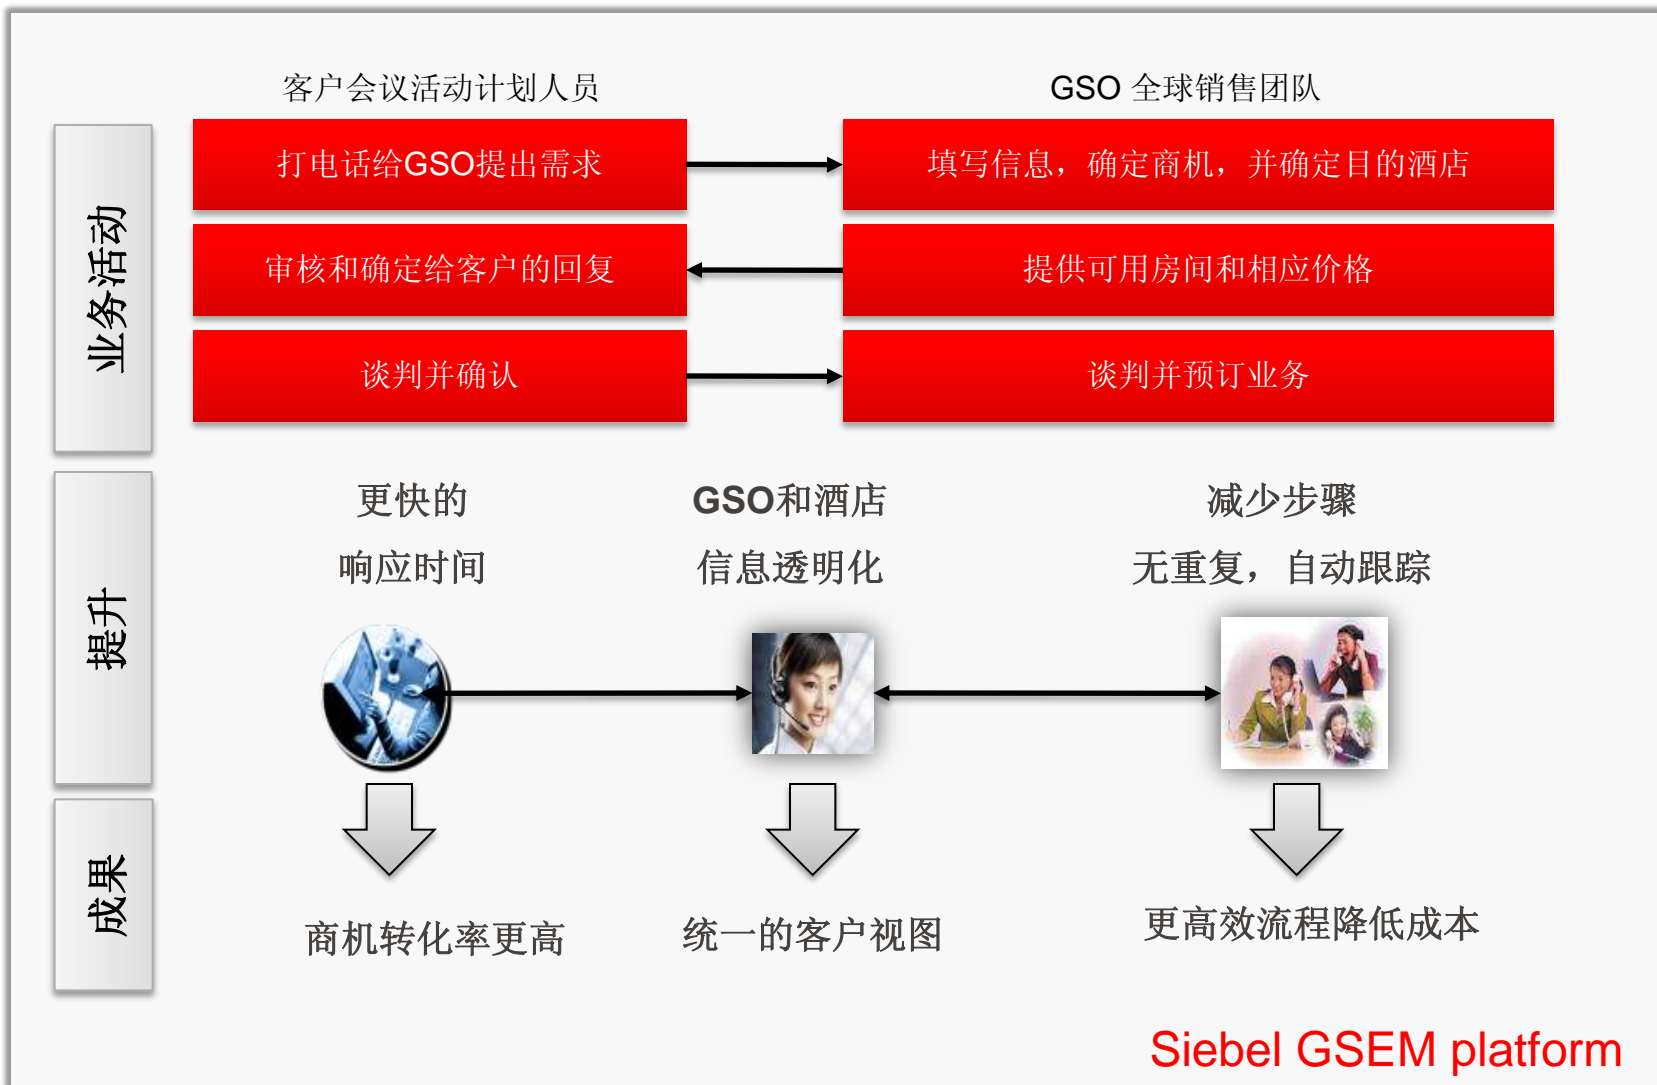 客户会议活动计划人员
GSO 全球销售团队
业务活动
打电话给GSO提出需求
填写信息，确定商机，并确定目的酒店
审核和确定给客户的回复
提供可用房间和相应价格
谈判并确认
谈判并预订业务
提升
更快的
响应时间
GSO和酒店
信息透明化
减少步骤
无重复，自动跟踪
成果
商机转化率更高
统一的客户视图
更高效流程降低成本
Siebel GSEM platform